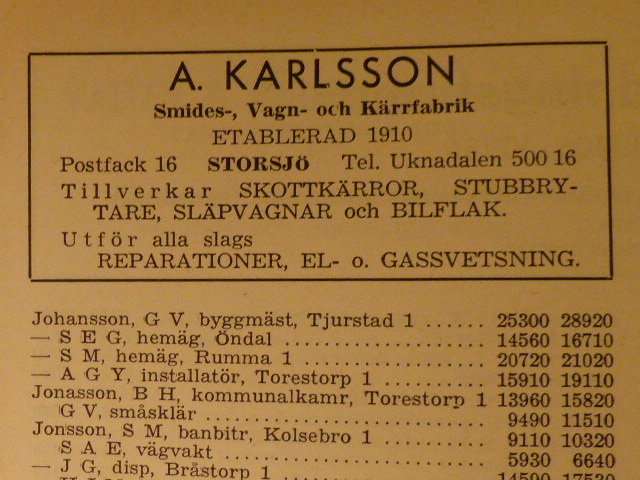 A. KARLSSON
Smides-, Vagn- och Kärrfabrik
ETABLERAD 1910
Postfack 16 STORSJÖ Tel. Uknadalen 500 16
Tillverkar SKOTTKÄRROR, STUBBRY-
TARE, SLÄPVAGNAR och BILFLAK.
Utför alla slags
REPARATIONER, EL- o. GASSVETSNING.
Johansson, G V, byggmäst, Tjurstad 1 ...... 25300 28920
— S E G, hemäg, Öndal .................. 14560 16710
— S M, hemäg, Rumma 1 ................ 20720 21020
— A G Y, installatör, Torestorp 1 ........ 15910 19110
Jonasson, B H, kommunalkamr, Torestorp 1 13960 15820
G V, småsklär .......................... 9490 11510
Jonsson, S M, banbitr, Kolsebro 1 ........ 9110 10320
S A E, vägvakt ........................ 5930 6640
— J G, disp, Bråstorp 1